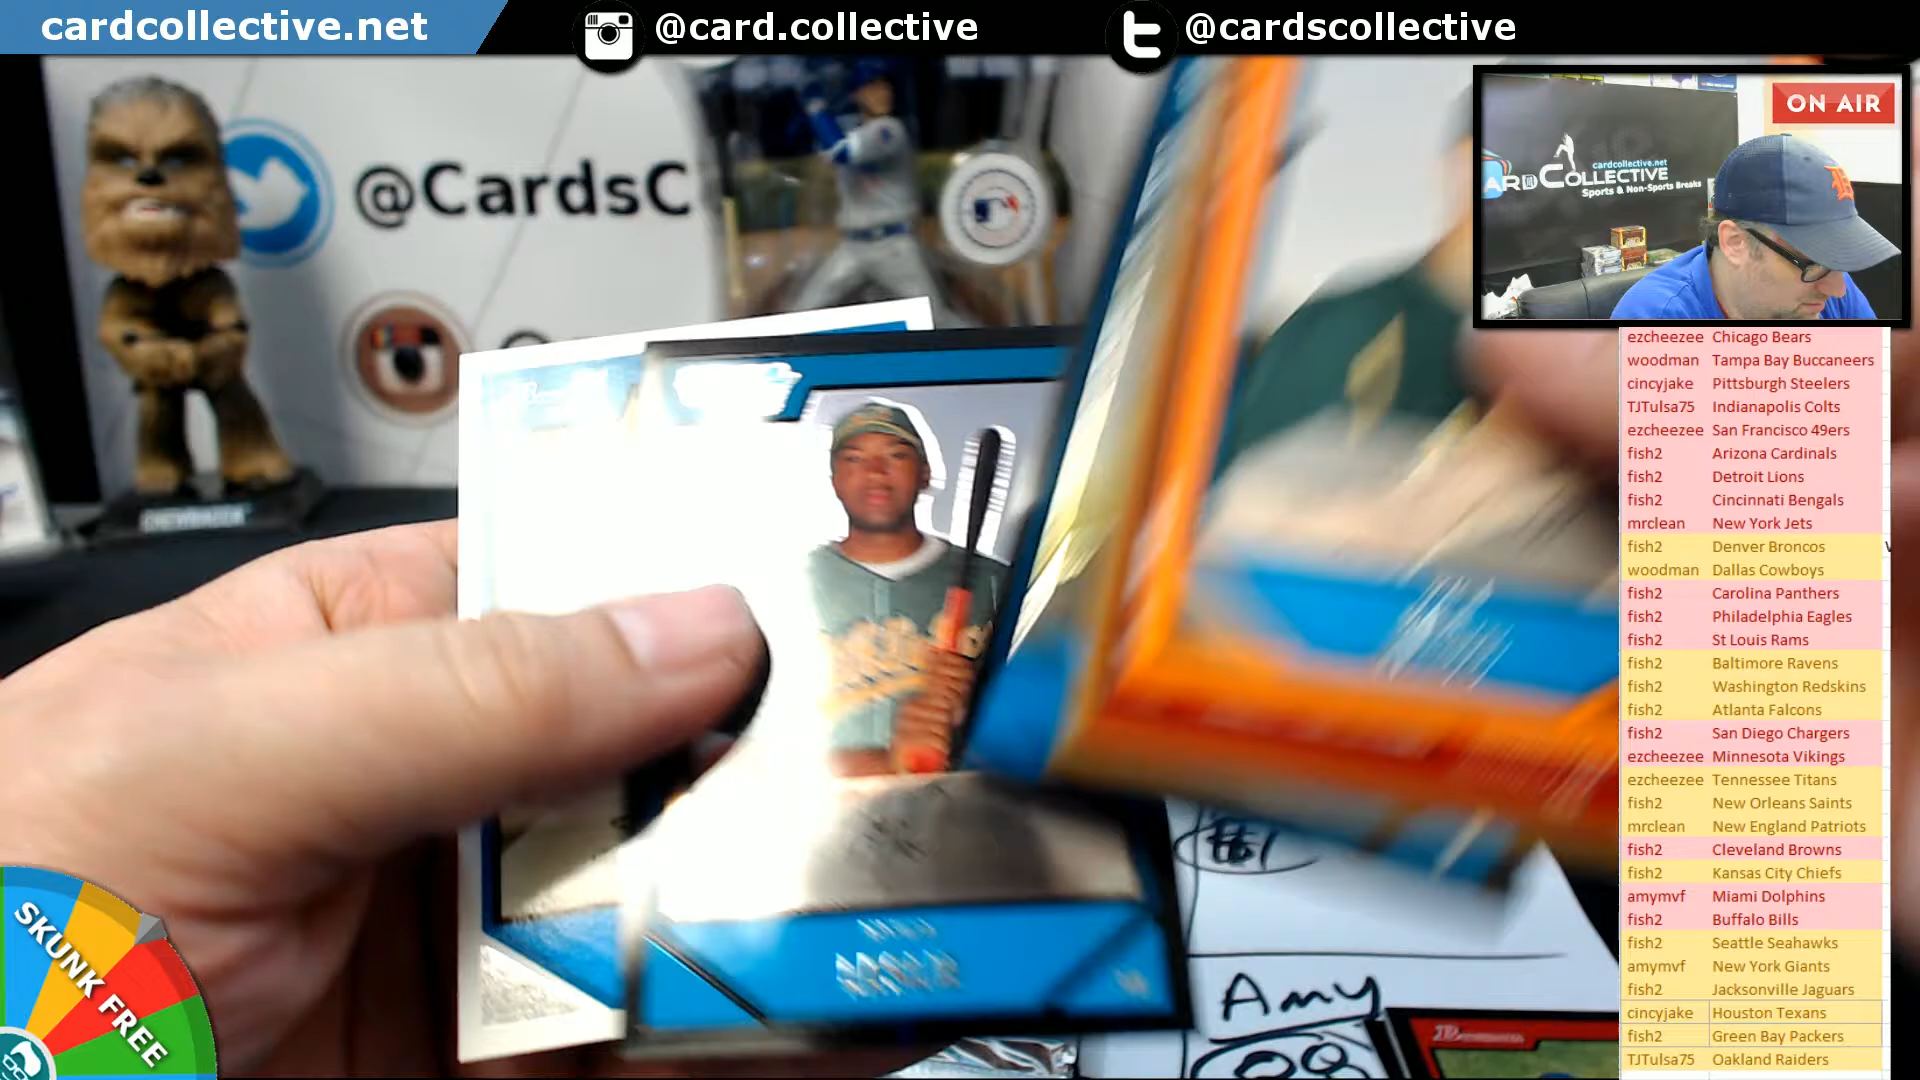 cardcollective.net
@card.collective
@cardscollective
@CardsC
ON AIR
cardcollective.net
ARD COLLECTIVE
Sports & Non-Sports Breaks
CHEWBACCA
ezcheezee Chicago Bears
woodman Tampa Bay Buccaneers
cincyjake Pittsburgh Steelers
TJTulsa75 Indianapolis Colts
ezcheezee San Francisco 49ers
fish2 Arizona Cardinals
fish2 Detroit Lions
fish2 Cincinnati Bengals
mrclean New York Jets
fish2 Denver Broncos
woodman Dallas Cowboys
fish2 Carolina Panthers
fish2 Philadelphia Eagles
fish2 St Louis Rams
fish2 Baltimore Ravens
fish2 Washington Redskins
fish2 Atlanta Falcons
fish2 San Diego Chargers
ezcheezee Minnesota Vikings
ezcheezee Tennessee Titans
fish2 New Orleans Saints
mrclean New England Patriots
fish2 Cleveland Browns
fish2 Kansas City Chiefs
amymvf Miami Dolphins
fish2 Buffalo Bills
fish2 Seattle Seahawks
amymvf New York Giants
fish2 Jacksonville Jaguars
cincyjake Houston Texans
fish2 Green Bay Packers
TJTulsa75 Oakland Raiders
SKUNK FREE
#1
Amy
Bowman